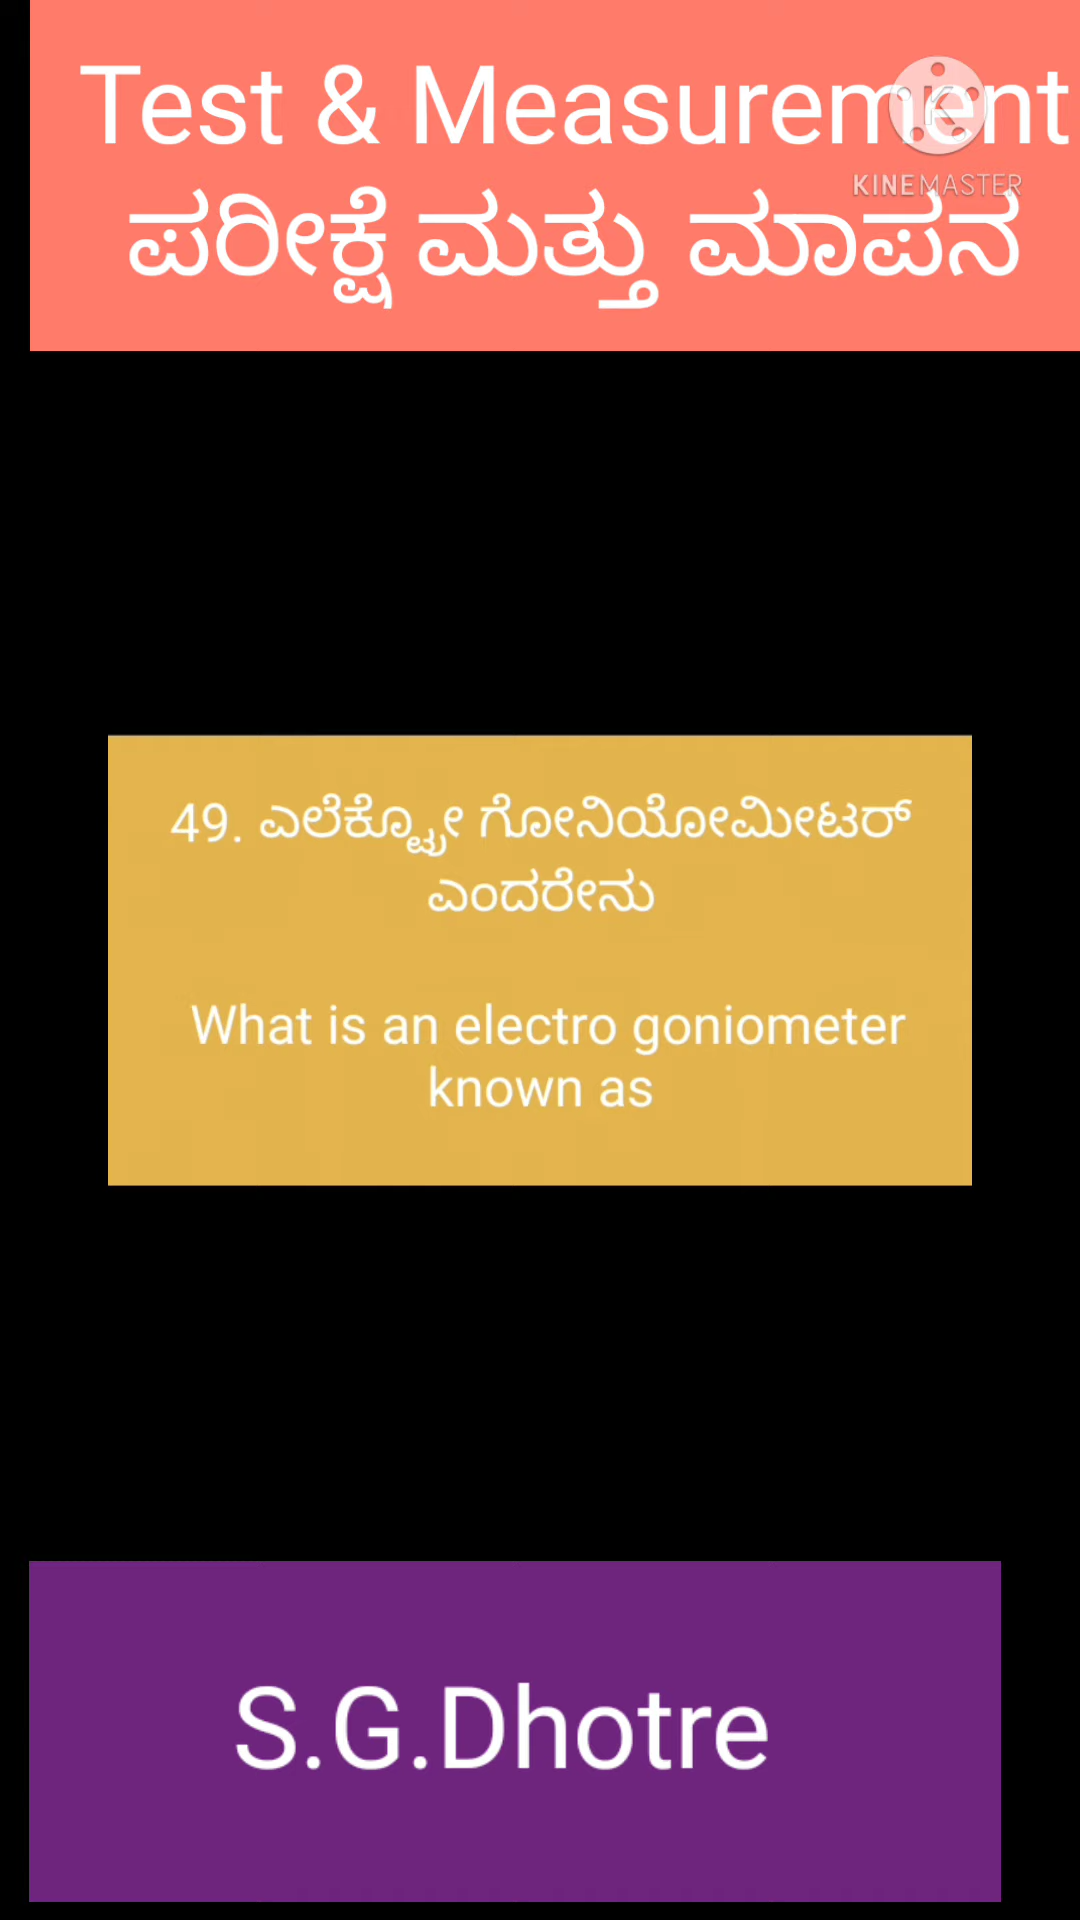 Test & Measurement
KINEMASTER
ಪರೀಕ್ಷೆ ಮತ್ತು ಮಾಪನ
49. ಎಲೆಕ್ಟ್ರೋ ಗೋನಿಯೋಮೀಟರ್
ಎಂದರೇನು
What is an electro goniometer
known as
S.G.Dhotre